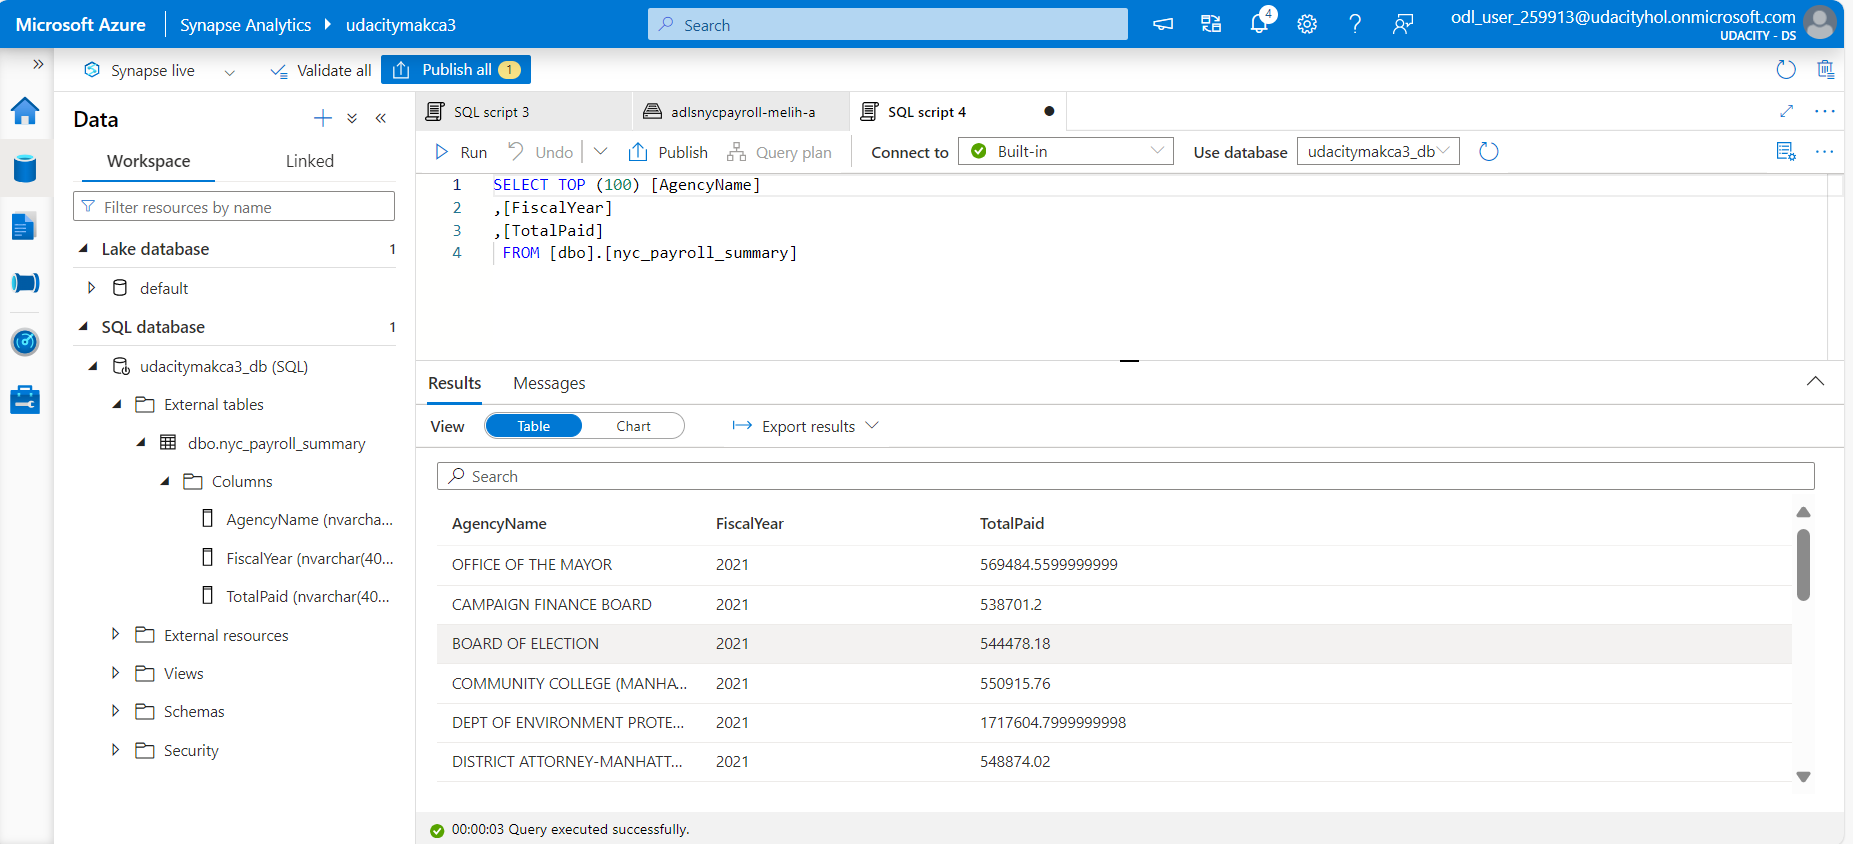 Microsoft Azure
Synapse Analytics
udacitymakca3
Search
4
odl_user_259913@udacityhol.onmicrosoft.com
UDACITY - DS
Synapse live
Validate all
Publish all 1
Data
Workspace
Linked
Filter resources by name
Lake database 1
default
SQL database 1
udacitymakca3_db (SQL)
External tables
dbo.nyc_payroll_summary
Columns
AgencyName (nvarcha...
FiscalYear (nvarchar(40...
TotalPaid (nvarchar(40...
External resources
Views
Schemas
Security
SQL script 3
adlsnycpayroll-melih-a
SQL script 4
Run
Undo
Publish
Query plan
Connect to
Built-in
Use database
udacitymakca3_db
1 SELECT TOP (100) [AgencyName]
2 ,[FiscalYear]
3 ,[TotalPaid]
4 FROM [dbo].[nyc_payroll_summary]
Results
Messages
View
Table
Chart
Export results
Search
AgencyName FiscalYear TotalPaid
OFFICE OF THE MAYOR 2021 569484.5599999999
CAMPAIGN FINANCE BOARD 2021 538701.2
BOARD OF ELECTION 2021 544478.18
COMMUNITY COLLEGE (MANHA... 2021 550915.76
DEPT OF ENVIRONMENT PROTE... 2021 1717604.7999999998
DISTRICT ATTORNEY-MANHATT... 2021 548874.02
00:00:03 Query executed successfully.